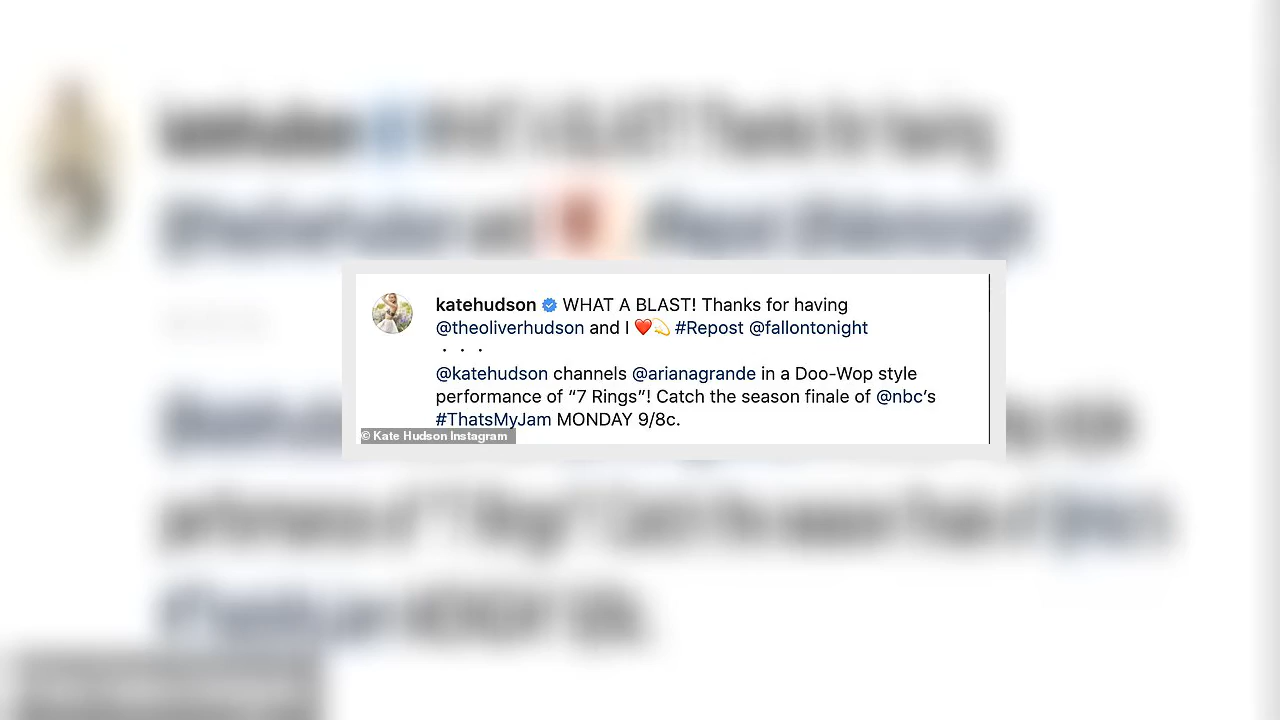 katehudson WHAT A BLAST! Thanks for having
@theoliverhudson and I ❤️💫 #Repost @fallontonight
· · ·
@katehudson channels @arianagrande in a Doo-Wop style
performance of “7 Rings”! Catch the season finale of @nbc’s
#ThatsMyJam MONDAY 9/8c.
© Kate Hudson Instagram